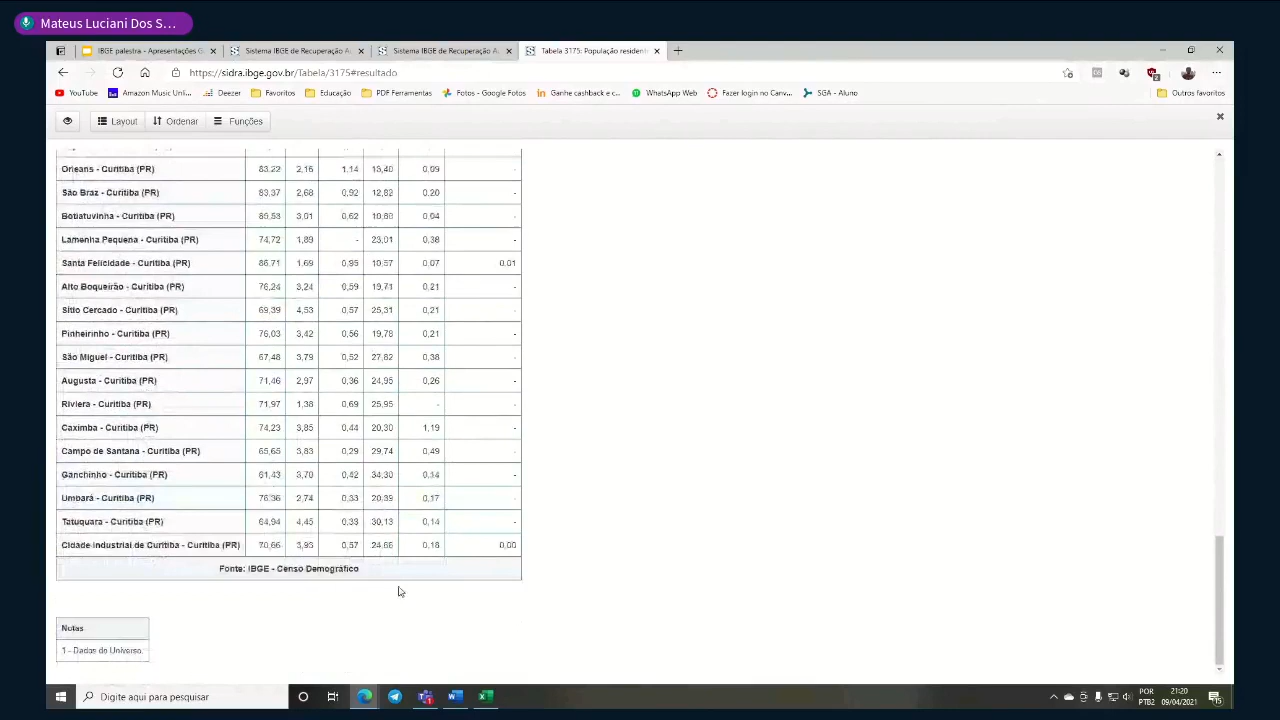 Mateus Luciani Dos S...
IBGE palestra - Apresentações G
Sistema IBGE de Recuperação Au
Sistema IBGE de Recuperação Au
Tabela 3175: População residente
https://sidra.ibge.gov.br/Tabela/3175#resultado
YouTube
Amazon Music Unli...
Deezer
Favoritos
Educação
PDF Ferramentas
Fotos - Google Fotos
Ganhe cashback e c...
WhatsApp Web
Fazer login no Canv...
SGA - Aluno
Outros favoritos
Layout
Ordenar
Funções
Orleans - Curitiba (PR) 83,22 2,16 1,14 13,40 0,09 -
São Braz - Curitiba (PR) 83,37 2,68 0,92 12,82 0,20 -
Botiatuvinha - Curitiba (PR) 85,53 3,01 0,62 10,80 0,04 -
Lamenha Pequena - Curitiba (PR) 74,72 1,89 - 23,01 0,38 -
Santa Felicidade - Curitiba (PR) 86,71 1,69 0,95 10,57 0,07 0,01
Alto Boqueirão - Curitiba (PR) 76,24 3,24 0,59 19,71 0,21 -
Sítio Cercado - Curitiba (PR) 69,39 4,53 0,57 25,31 0,21 -
Pinheirinho - Curitiba (PR) 76,03 3,42 0,56 19,78 0,21 -
São Miguel - Curitiba (PR) 67,48 3,79 0,52 27,82 0,38 -
Augusta - Curitiba (PR) 71,46 2,97 0,36 24,95 0,26 -
Riviera - Curitiba (PR) 71,97 1,38 0,69 25,95 - -
Caximba - Curitiba (PR) 74,23 3,85 0,44 20,30 1,19 -
Campo de Santana - Curitiba (PR) 65,65 3,83 0,29 29,74 0,49 -
Ganchinho - Curitiba (PR) 61,43 3,70 0,42 34,30 0,14 -
Umbará - Curitiba (PR) 76,36 2,74 0,33 20,39 0,17 -
Tatuquara - Curitiba (PR) 64,94 4,45 0,33 30,13 0,14 -
Cidade Industrial de Curitiba - Curitiba (PR) 70,66 3,93 0,57 24,66 0,18 0,00
Fonte: IBGE - Censo Demográfico
Notas
1 - Dados do Universo.
Digite aqui para pesquisar
POR
PTB2
21:20
09/04/2021
15